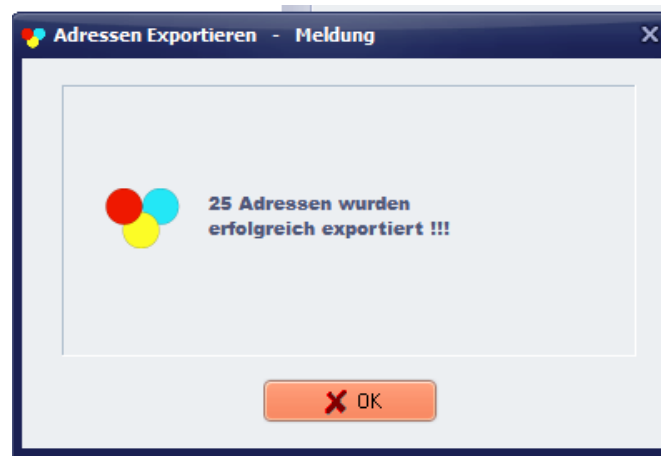 Adressen Exportieren - Meldung
25 Adressen wurden
erfolgreich exportiert !!!
OK